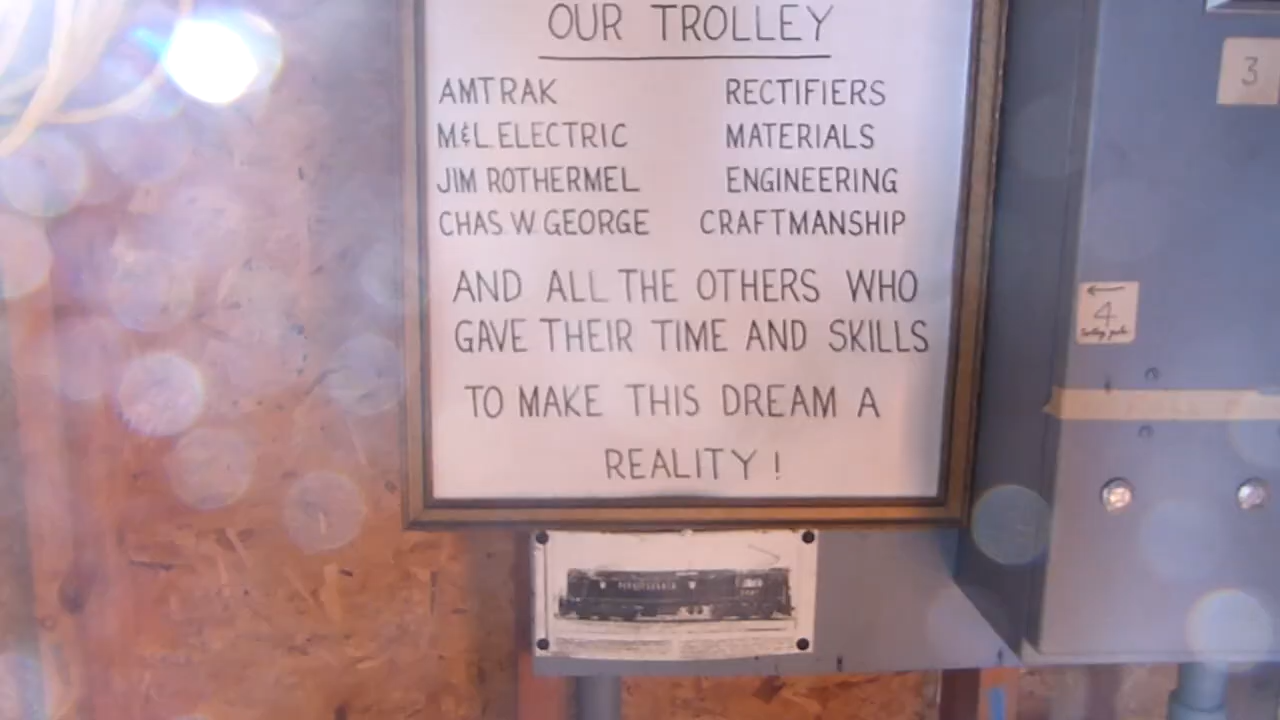 OUR TROLLEY
AMTRAK RECTIFIERS
M&L ELECTRIC MATERIALS
JIM ROTHERMEL ENGINEERING
CHAS W. GEORGE CRAFTMANSHIP
AND ALL THE OTHERS WHO
GAVE THEIR TIME AND SKILLS
TO MAKE THIS DREAM A
REALITY!
3
4
PENNSYLVANIA